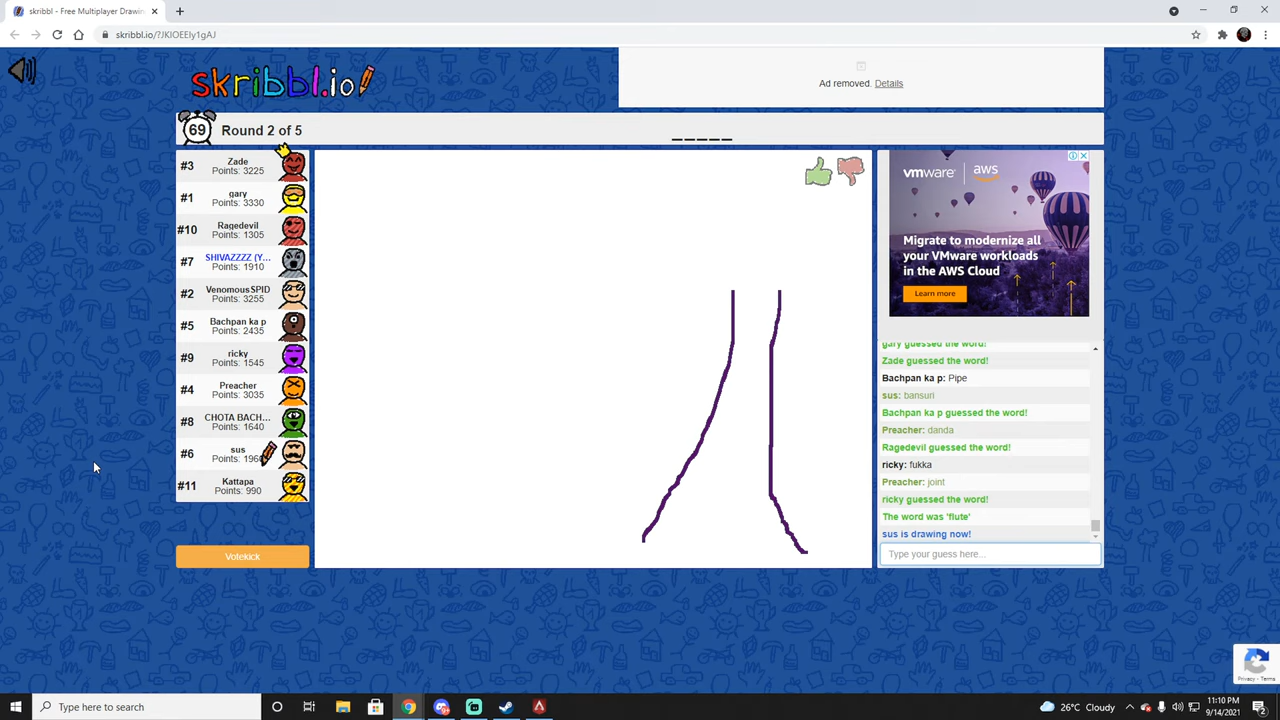 skribbl - Free Multiplayer Drawin
skribbl.io/?JKIOEEIy1gAJ
skribbl.io
Ad removed. Details
69
Round 2 of 5
_____
#3 Zade
Points: 3225
#1 gary
Points: 3330
#10 Ragedevil
Points: 1305
#7 SHIVAZZZZ (Y...
Points: 1910
#2 VenomousSPID
Points: 3255
#5 Bachpan ka p
Points: 2435
#9 ricky
Points: 1545
#4 Preacher
Points: 3035
#8 CHOTA BACH...
Points: 1640
#6 sus
Points: 1960
#11 Kattapa
Points: 990
Votekick
vmware aws
Migrate to modernize all
your VMware workloads
in the AWS Cloud
Learn more
gary guessed the word!
Zade guessed the word!
Bachpan ka p: Pipe
sus: bansuri
Bachpan ka p guessed the word!
Preacher: danda
Ragedevil guessed the word!
ricky: fukka
Preacher: joint
ricky guessed the word!
The word was 'flute'
sus is drawing now!
Type your guess here...
Privacy - Terms
Type here to search
26°C Cloudy
11:10 PM
9/14/2021
2